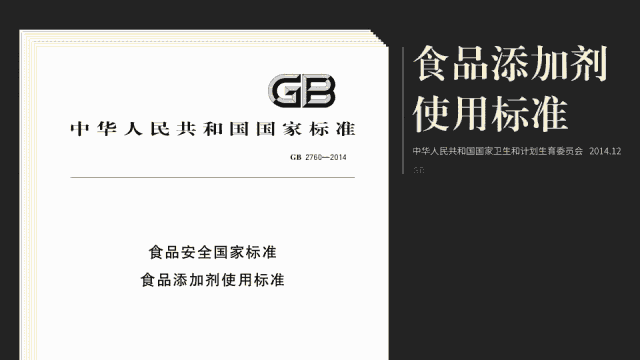 GB
中华人民共和国国家标准
GB 2760—2014
食品安全国家标准
食品添加剂使用标准
食品添加剂
使用标准
中华人民共和国国家卫生和计划生育委员会 2014.12
GB